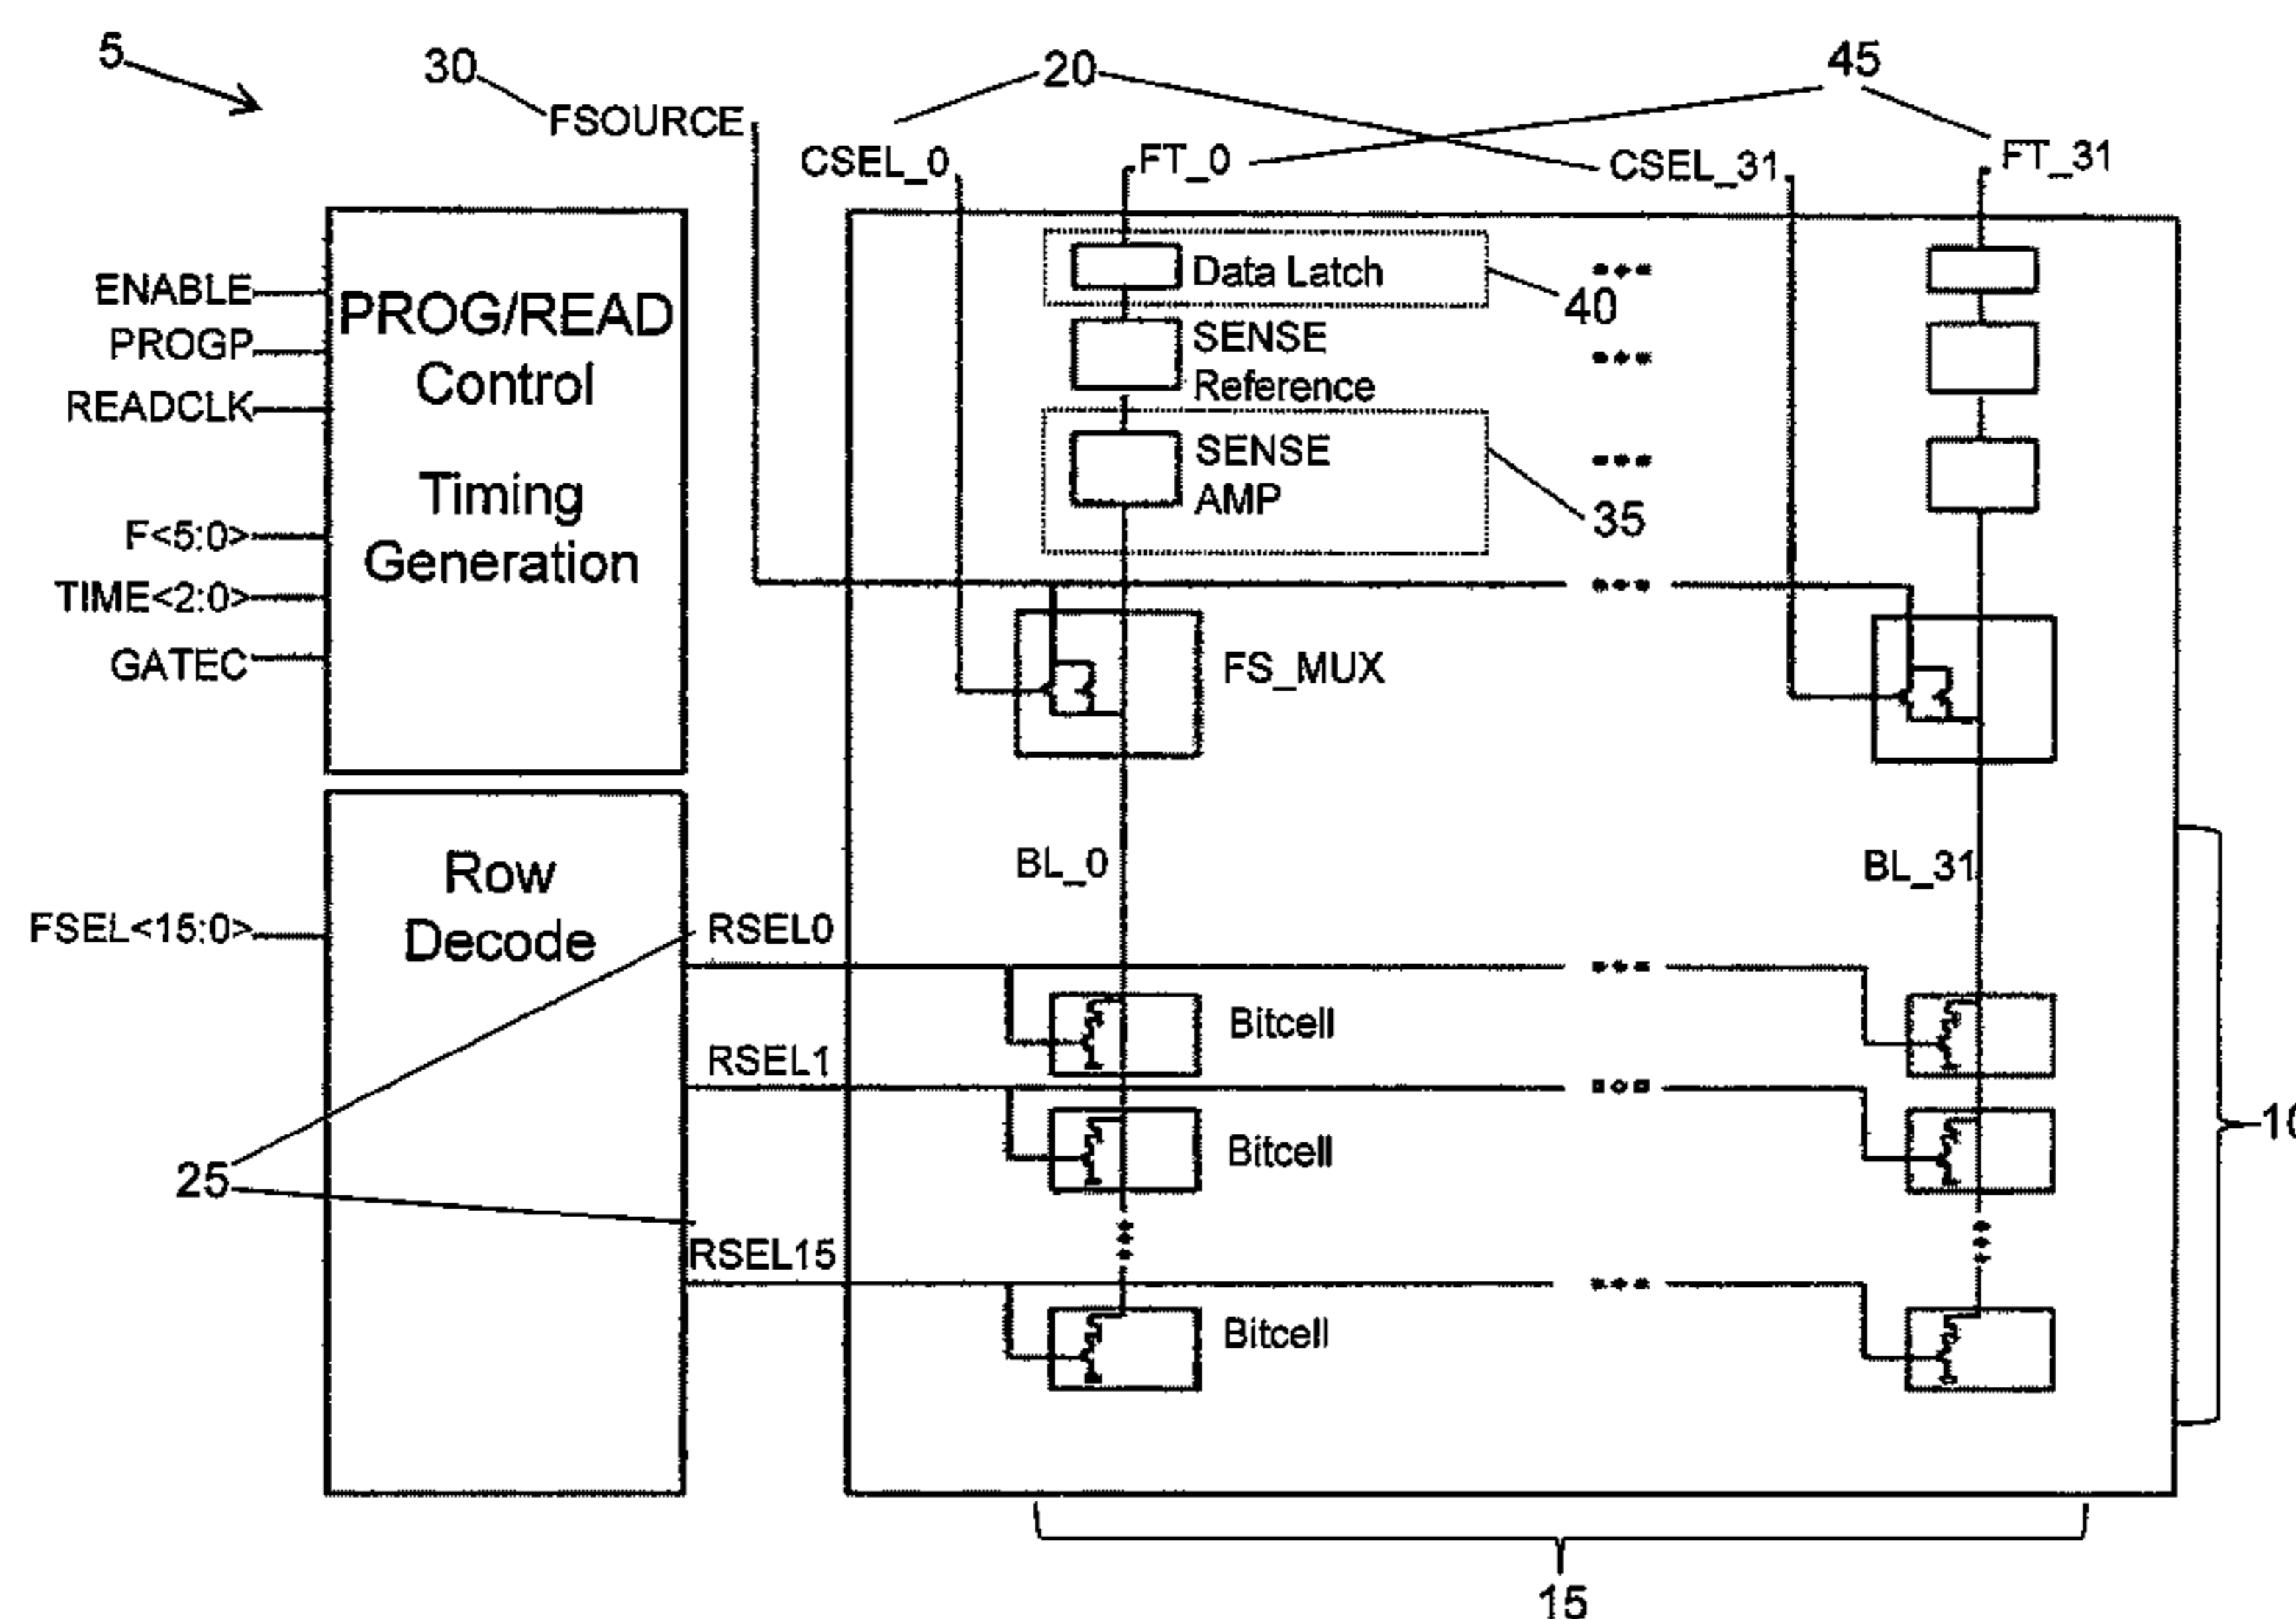 5
30
20
45
FSOURCE
CSEL_0
FT_0
CSEL_31
FT_31
ENABLE
PROGP
READCLK
F<5:0>
TIME<2:0>
GATEC
PROG/READ
Control
Timing
Generation
Data Latch
40
SENSE
Reference
SENSE
AMP
35
FS_MUX
BL_0
BL_31
Row
Decode
FSEL<15:0>
RSEL0
Bitcell
RSEL1
Bitcell
10
25
RSEL15
Bitcell
15